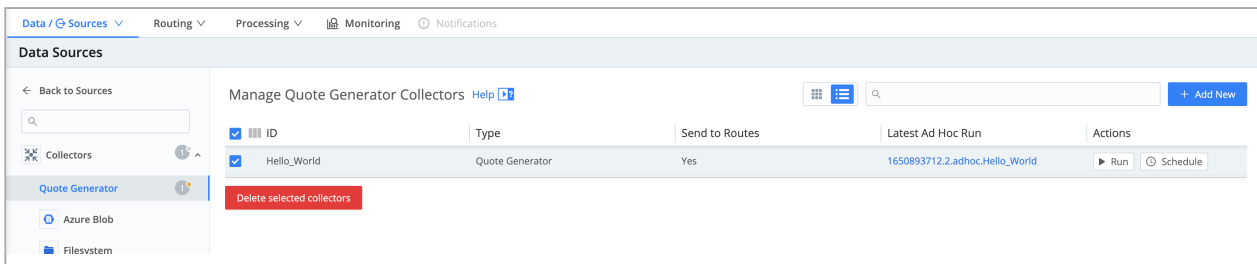 Data / Sources Routing Processing Monitoring Notifications
Data Sources
Back to Sources
Manage Quote Generator Collectors Help
+ Add New
ID Type Send to Routes Latest Ad Hoc Run Actions
Collectors 1
Hello_World Quote Generator Yes 1650893712.2.adhoc.Hello_World Run Schedule
Quote Generator 1
Delete selected collectors
Azure Blob
Filesystem